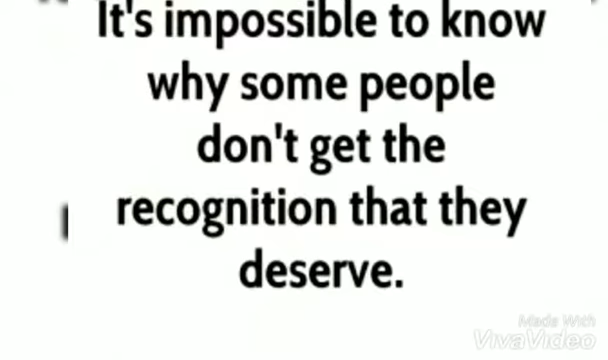 It's impossible to know
why some people
don't get the
recognition that they
deserve.
Made With
VivaVideo